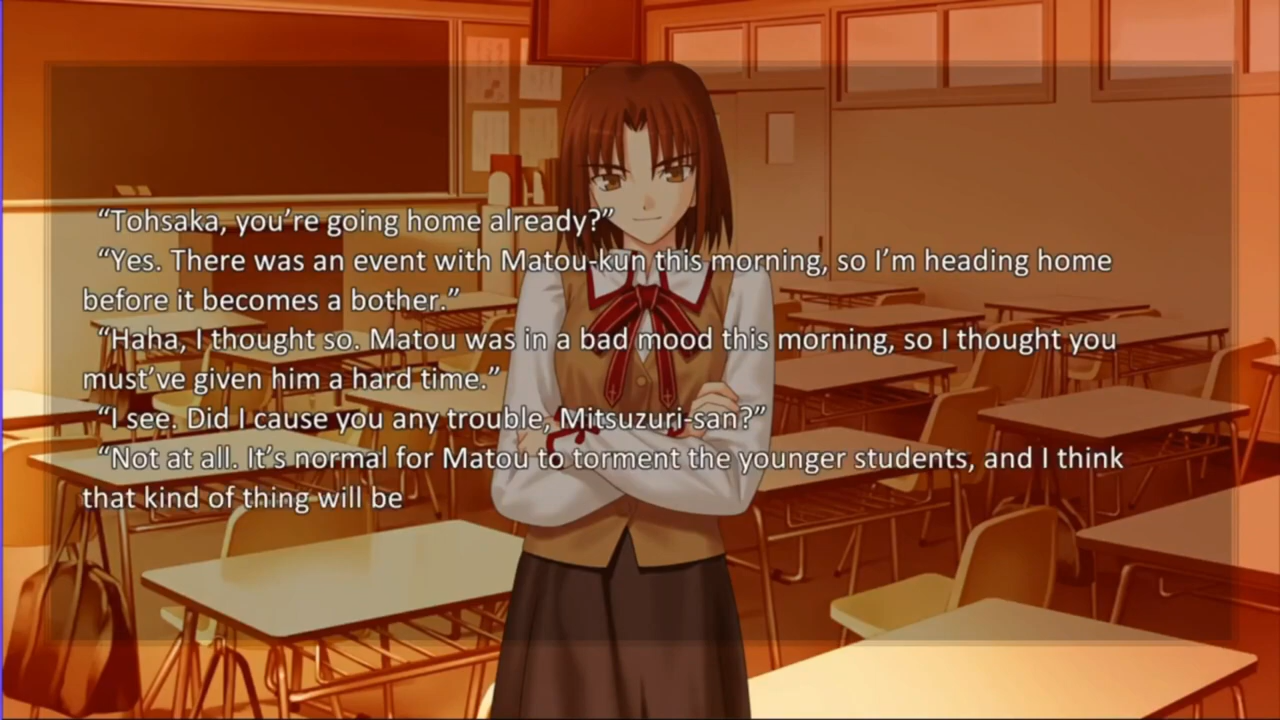 “Tohsaka, you’re going home already?”
“Yes. There was an event with Matou-kun this morning, so I’m heading home
before it becomes a bother.”
“Haha, I thought so. Matou was in a bad mood this morning, so I thought you
must’ve given him a hard time.”
“I see. Did I cause you any trouble, Mitsuzuri-san?”
“Not at all. It’s normal for Matou to torment the younger students, and I think
that kind of thing will be